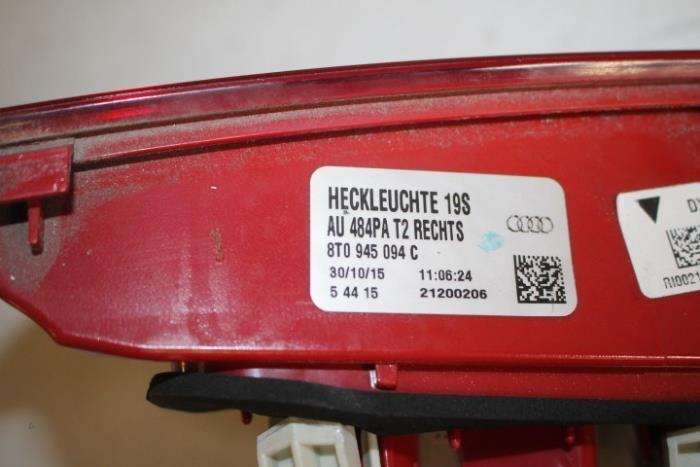 HECKLEUCHTE 19S
AU 484PA T2 RECHTS
8T0 945 094 C
30/10/15 11:06:24
5 44 15 21200206